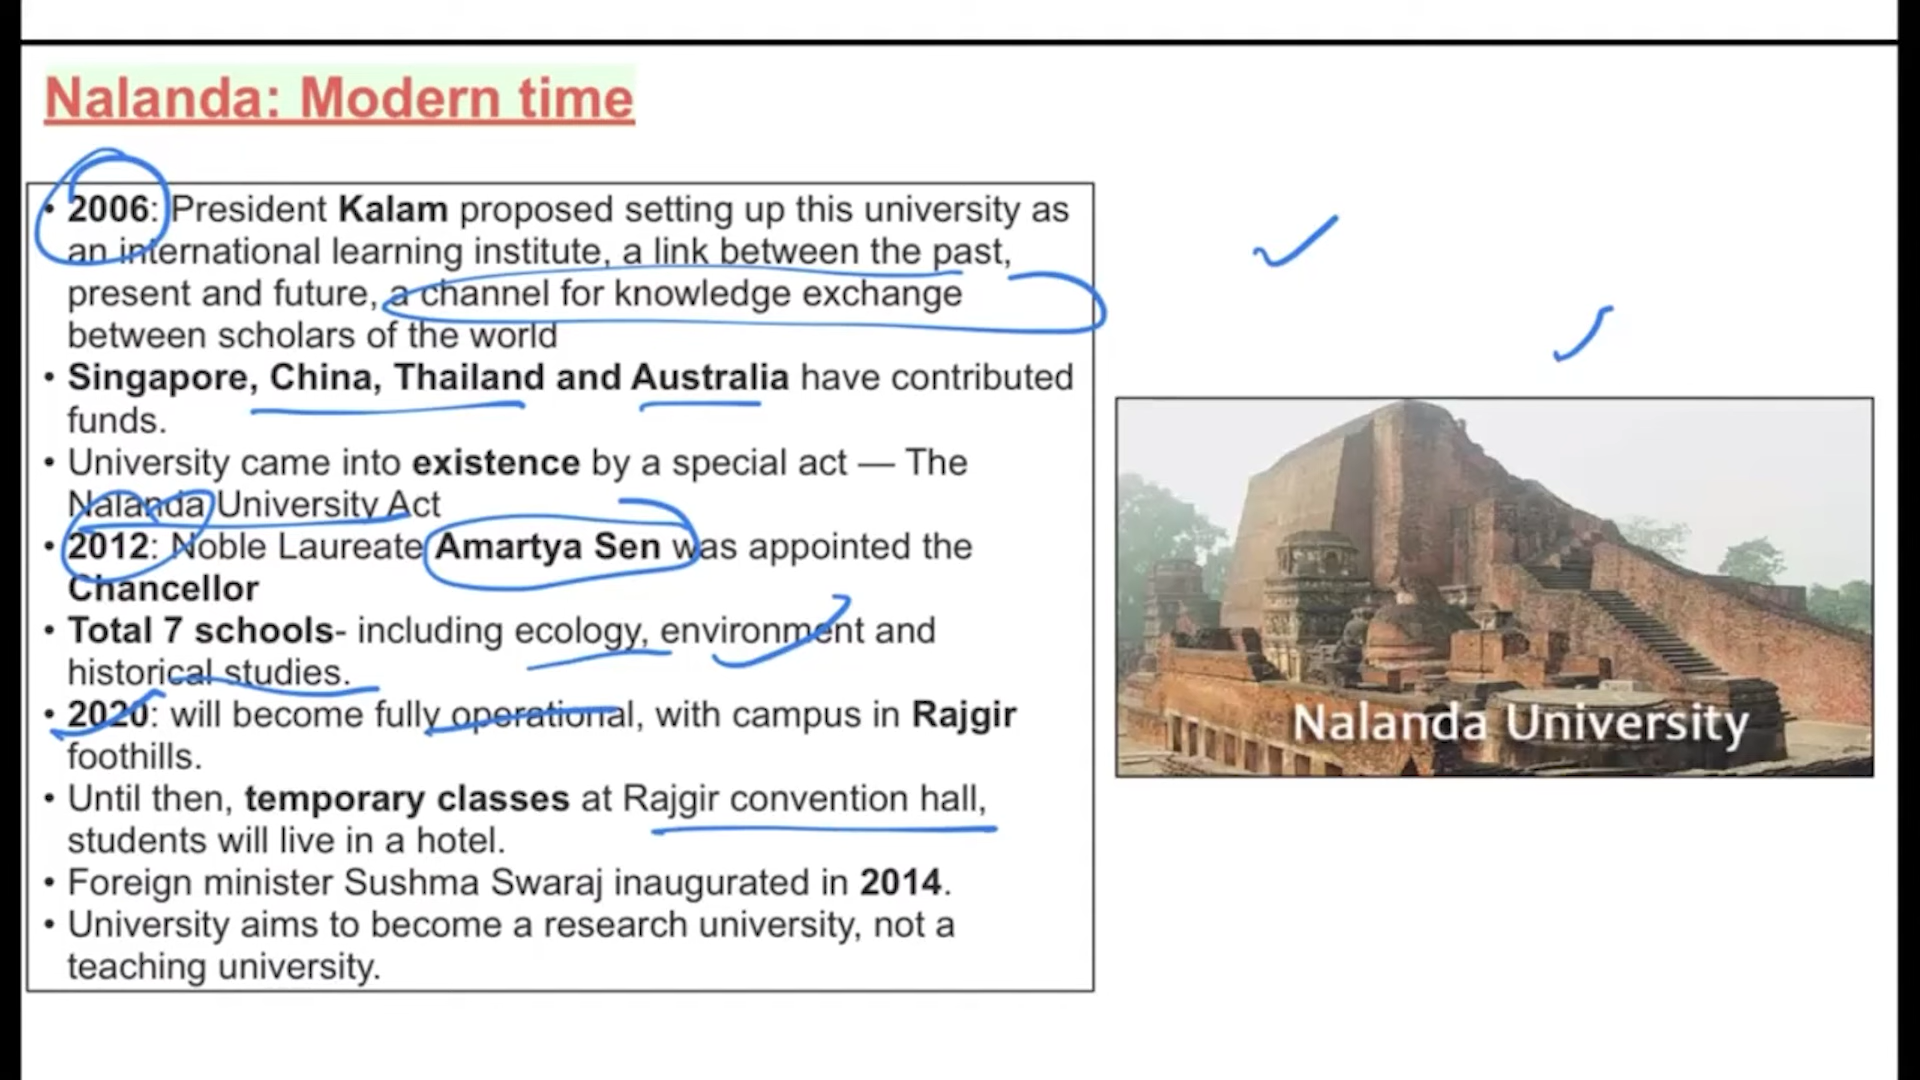 Nalanda: Modern time
• 2006: President Kalam proposed setting up this university as
an international learning institute, a link between the past,
present and future, a channel for knowledge exchange
between scholars of the world
• Singapore, China, Thailand and Australia have contributed
funds.
• University came into existence by a special act — The
Nalanda University Act
• 2012: Noble Laureate Amartya Sen was appointed the
Chancellor
• Total 7 schools- including ecology, environment and
historical studies.
• 2020: will become fully operational, with campus in Rajgir
foothills.
• Until then, temporary classes at Rajgir convention hall,
students will live in a hotel.
• Foreign minister Sushma Swaraj inaugurated in 2014.
• University aims to become a research university, not a
teaching university.
Nalanda University